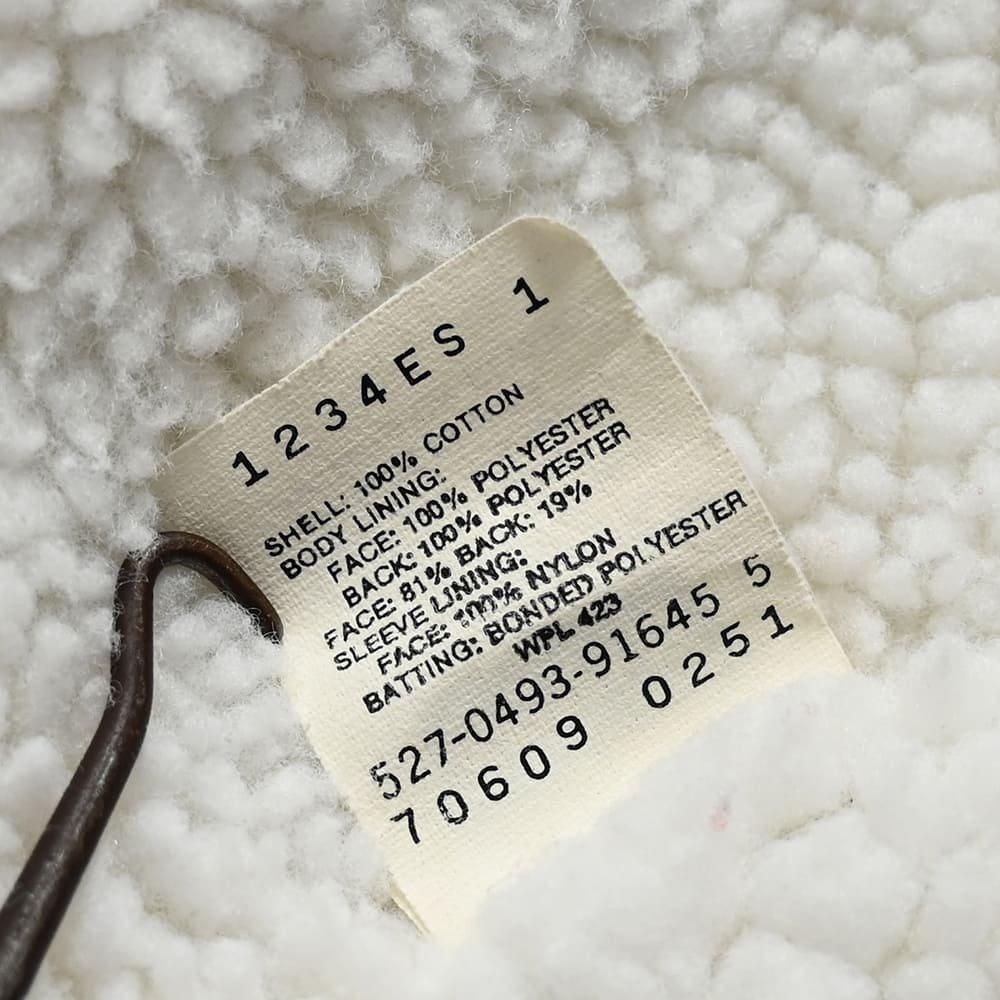 1234ES 1
SHELL: 100% COTTON
BODY LINING:
FACE: 100% POLYESTER
BACK: 100% POLYESTER
FACE: 81% BACK: 19%
SLEEVE LINING:
FACE: 100% NYLON
BATTING: BONDED POLYESTER
WPL 423
527-0493-91645 5
70609 0251